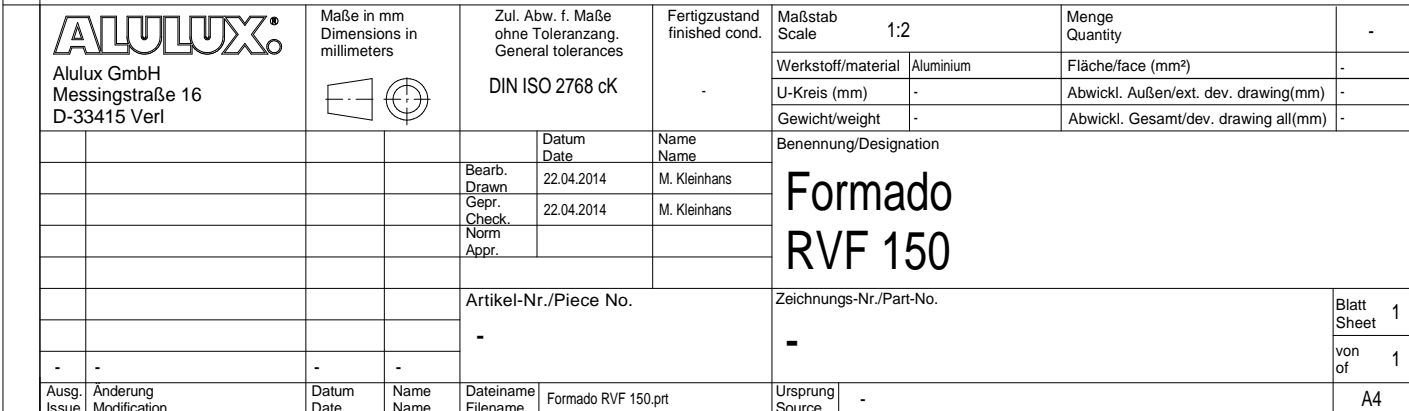 ALULUX®
Alulux GmbH
Messingstraße 16
D-33415 Verl
Maße in mm
Dimensions in
millimeters
Zul. Abw. f. Maße
ohne Toleranzang.
General tolerances
DIN ISO 2768 cK
Fertigzustand
finished cond.
-
Maßstab
Scale
1:2
Menge
Quantity
-
Werkstoff/material
Aluminium
Fläche/face (mm²)
-
U-Kreis (mm)
-
Abwickl. Außen/ext. dev. drawing(mm)
-
Gewicht/weight
-
Abwickl. Gesamt/dev. drawing all(mm)
-
Datum
Date
Name
Name
Bearb.
Drawn
22.04.2014
M. Kleinhans
Gepr.
Check.
22.04.2014
M. Kleinhans
Norm
Appr.
Benennung/Designation
Formado
RVF 150
Artikel-Nr./Piece No.
-
Zeichnungs-Nr./Part-No.
-
Blatt
Sheet
1
von
of
1
- - - -
Ausg.
Issue
Änderung
Modification
Datum
Date
Name
Name
Dateiname
Filename
Formado RVF 150.prt
Ursprung
Source
-
A4